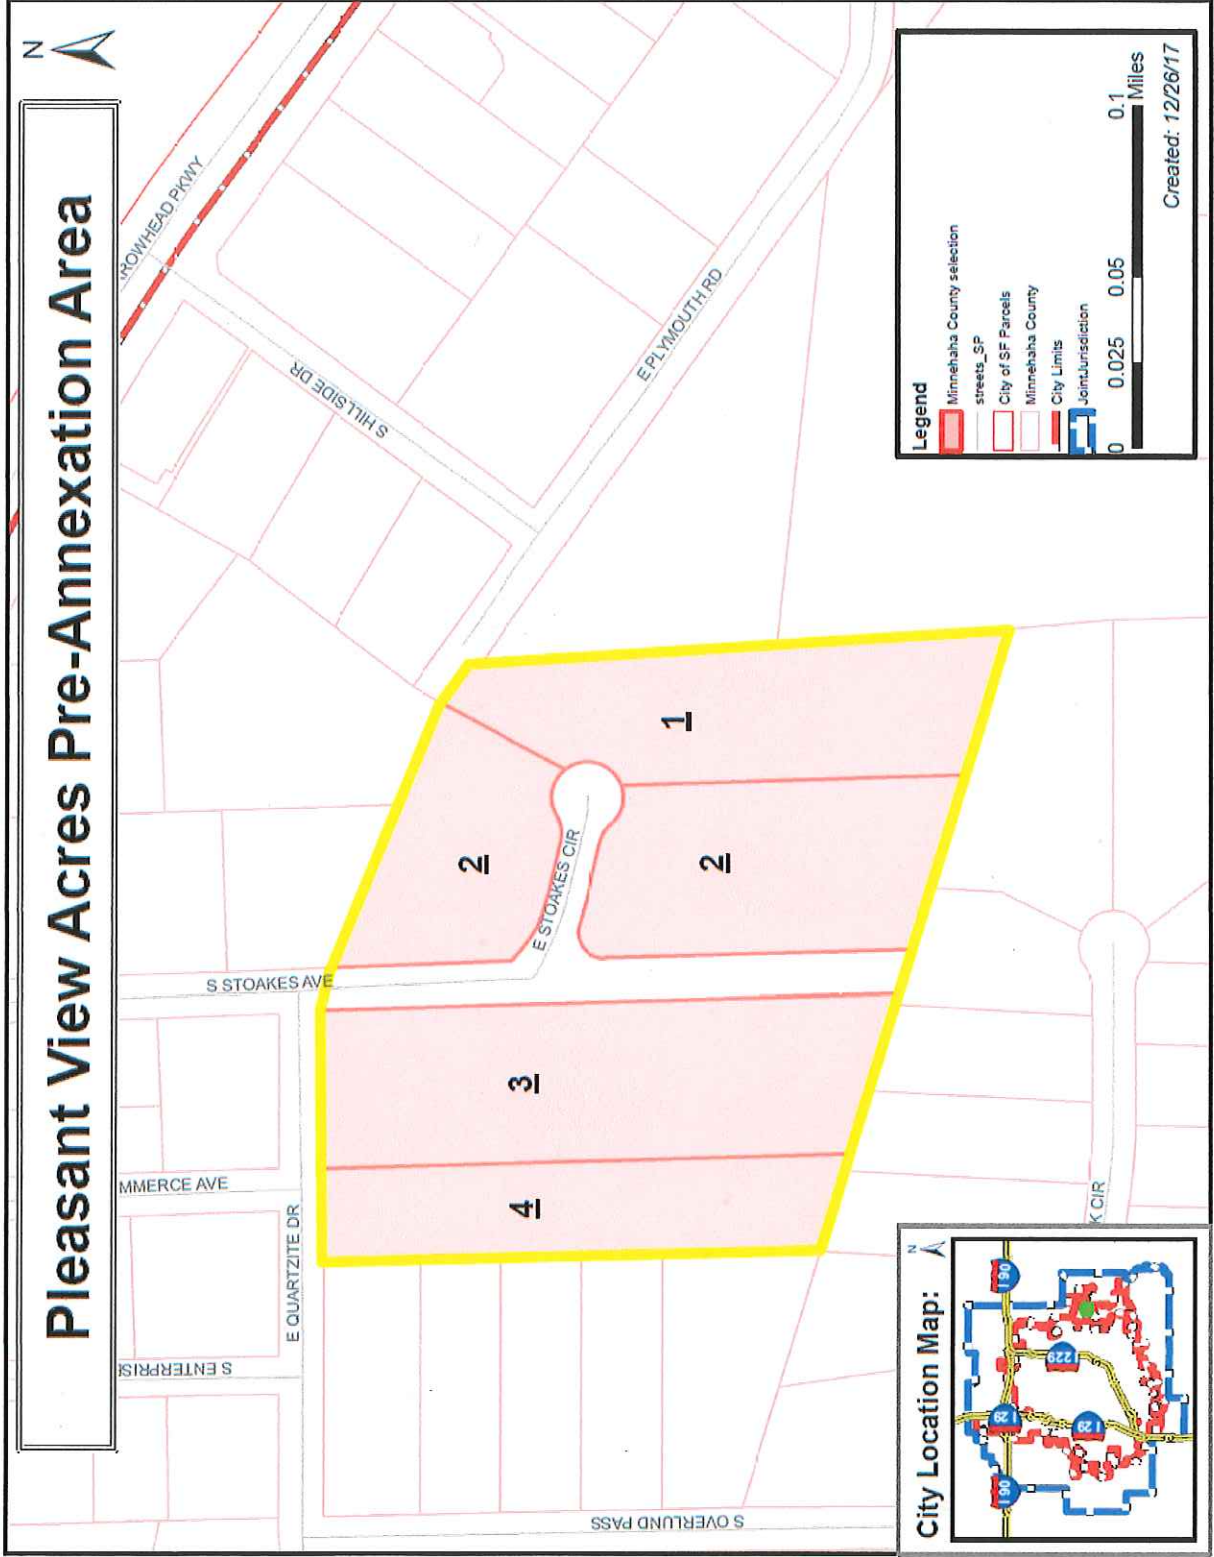 Pleasant View Acres Pre-Annexation Area
N
ROWHEAD PKWY
S HILLSIDE DR
E PLYMOUTH RD
S STOAKES AVE
E STOAKES CIR
MMERCE AVE
E QUARTZITE DR
S ENTERPRIS
S OVERLUND PASS
K CIR
1
2
2
3
4
City Location Map:
N
I 90
I 29
I 90
I 229
I 29
Legend
Minnehaha County selection
streets_SP
City of SF Parcels
Minnehaha County
City Limits
JointJurisdiction
0 0.025 0.05 0.1
Miles
Created: 12/26/17